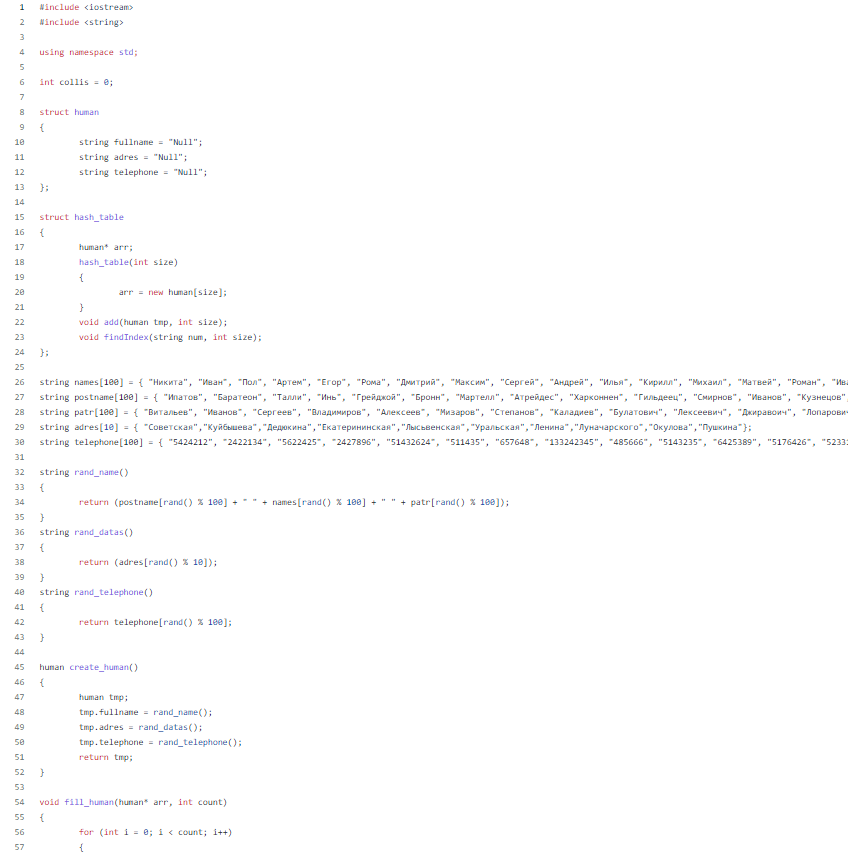 1 #include <iostream>
2 #include <string>
3
4 using namespace std;
5
6 int collis = 0;
7
8 struct human
9 {
10 string fullname = "Null";
11 string adres = "Null";
12 string telephone = "Null";
13 };
14
15 struct hash_table
16 {
17 human* arr;
18 hash_table(int size)
19 {
20 arr = new human[size];
21 }
22 void add(human tmp, int size);
23 void findIndex(string num, int size);
24 };
25
26 string names[100] = { "Никита", "Иван", "Пол", "Артем", "Егор", "Рома", "Дмитрий", "Максим", "Сергей", "Андрей", "Илья", "Кирилл", "Михаил", "Матвей", "Роман", "Ива
27 string postname[100] = { "Ипатов", "Баратеон", "Талли", "Инь", "Грейджой", "Бронн", "Мартелл", "Атрейдес", "Харконнен", "Гильдеец", "Смирнов", "Иванов", "Кузнецов",
28 string patr[100] = { "Витальев", "Иванов", "Сергеев", "Владимиров", "Алексеев", "Мизаров", "Степанов", "Каладиев", "Булатович", "Лексеевич", "Джиравоич", "Лопарович
29 string adres[10] = { "Советская","Куйбышева","Дедюкина","Екатерининская","Лысьвенская","Уральская","Ленина","Луначарского","Окулова","Пушкина"};
30 string telephone[100] = { "5424212", "2422134", "5622425", "2427896", "51432624", "511435", "657648", "133242345", "485666", "5143235", "6425389", "5176426", "5233
31
32 string rand_name()
33 {
34 return (postname[rand() % 100] + " " + names[rand() % 100] + " " + patr[rand() % 100]);
35 }
36 string rand_datas()
37 {
38 return (adres[rand() % 10]);
39 }
40 string rand_telephone()
41 {
42 return telephone[rand() % 100];
43 }
44
45 human create_human()
46 {
47 human tmp;
48 tmp.fullname = rand_name();
49 tmp.adres = rand_datas();
50 tmp.telephone = rand_telephone();
51 return tmp;
52 }
53
54 void fill_human(human* arr, int count)
55 {
56 for (int i = 0; i < count; i++)
57 {